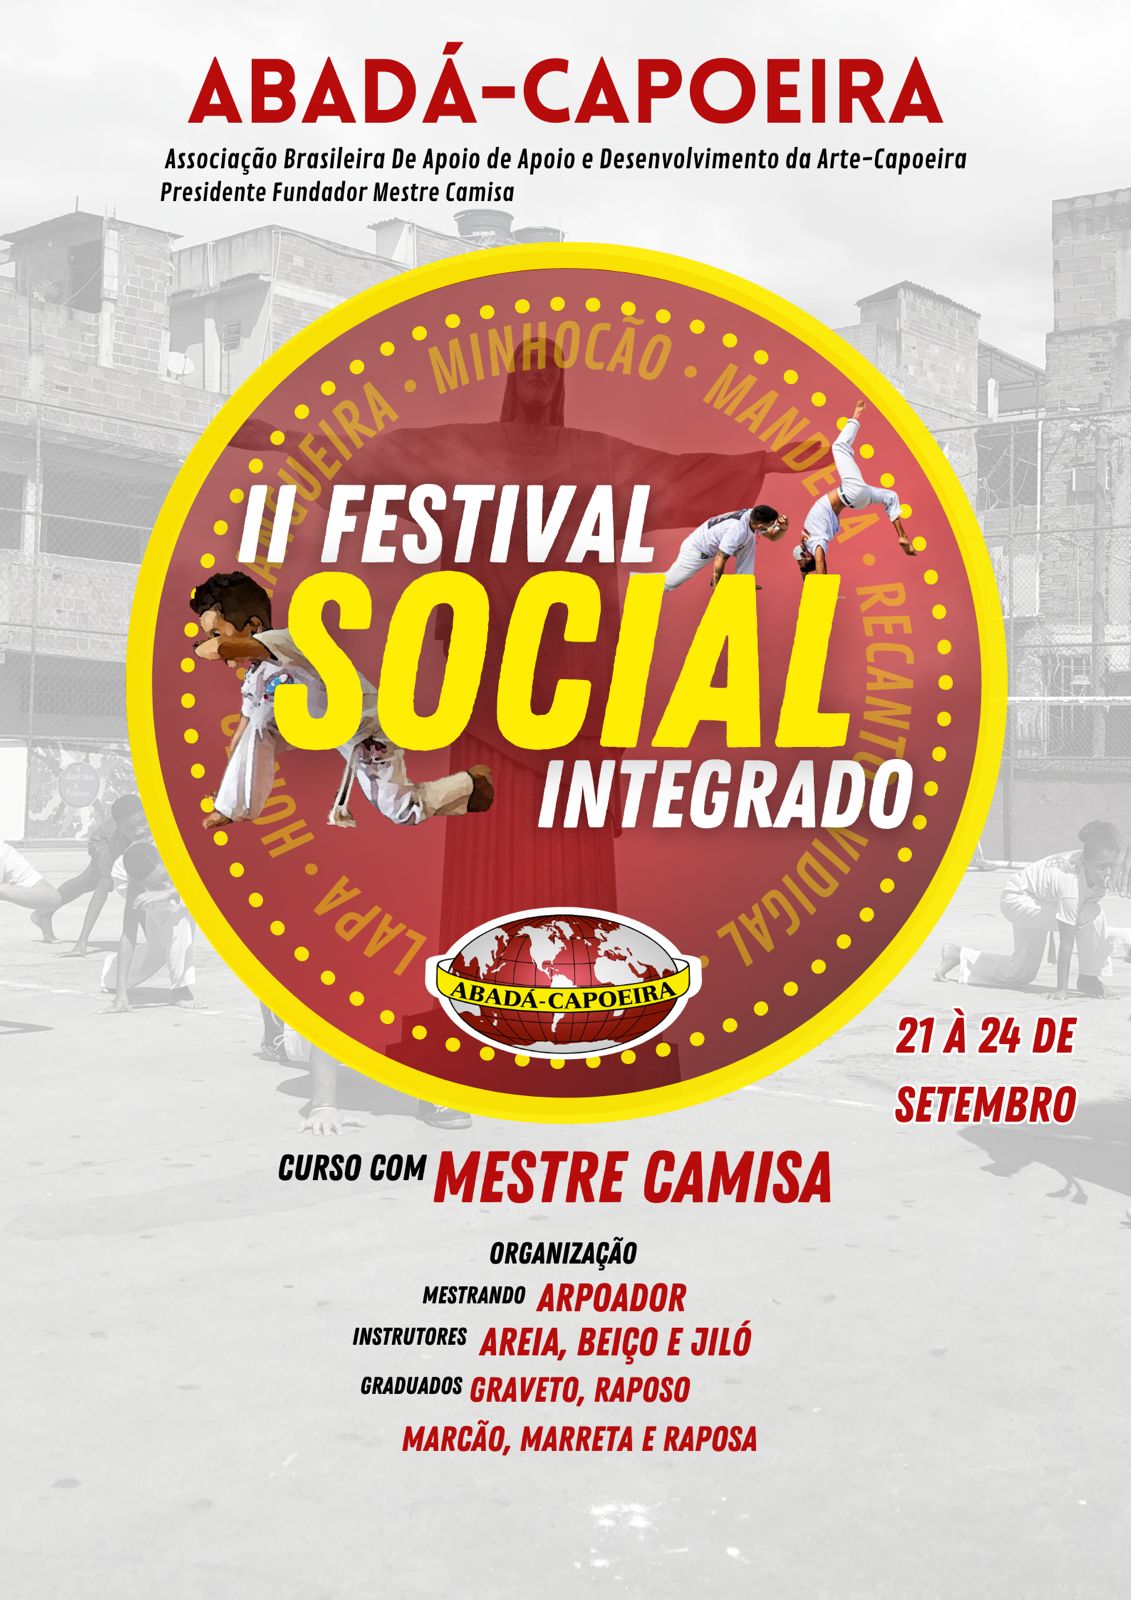 ABADÁ-CAPOEIRA
Associação Brasileira De Apoio de Apoio e Desenvolvimento da Arte-Capoeira
Presidente Fundador Mestre Camisa
MANGUEIRA • MINHOCÃO • MANDELA • RECANTO • VIDIGAL
LAPA •
II FESTIVAL
SOCIAL
INTEGRADO
ABADÁ-CAPOEIRA
21 À 24 DE
SETEMBRO
CURSO COM MESTRE CAMISA
ORGANIZAÇÃO
MESTRANDO ARPOADOR
INSTRUTORES AREIA, BEIÇO E JILÓ
GRADUADOS GRAVETO, RAPOSO
MARCÃO, MARRETA E RAPOSA